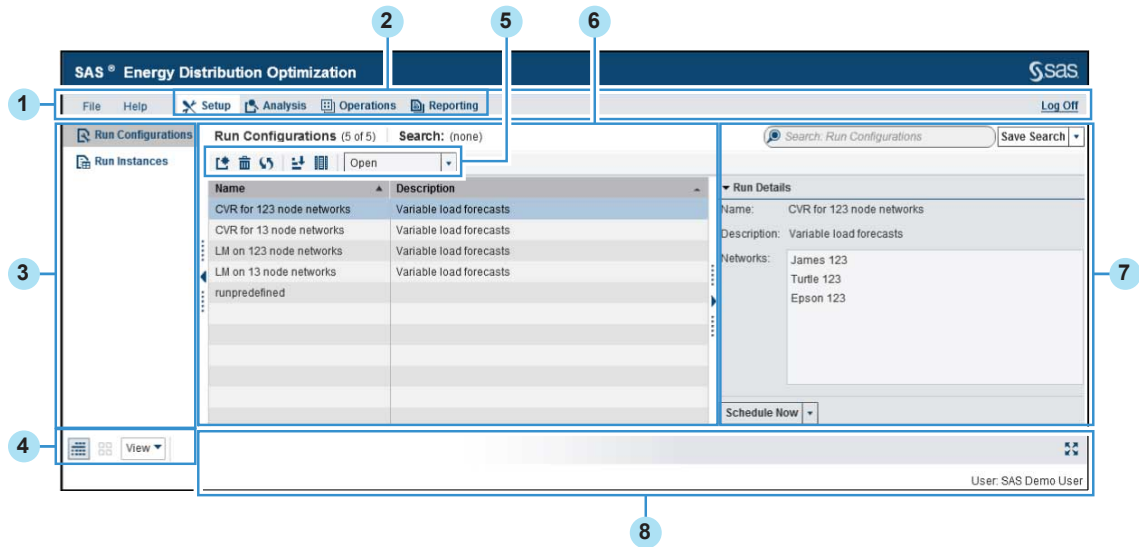 2
5
6
SAS ® Energy Distribution Optimization
sas
1
File Help Setup Analysis Operations Reporting Log Off
Run Configurations
Run Instances
Run Configurations (5 of 5) Search: (none)
Search: Run Configurations
Save Search
Open
Name Description
CVR for 123 node networks Variable load forecasts
CVR for 13 node networks Variable load forecasts
LM on 123 node networks Variable load forecasts
LM on 13 node networks Variable load forecasts
runpredefined
Run Details
Name: CVR for 123 node networks
Description: Variable load forecasts
Networks: James 123
Turtle 123
Epson 123
3
7
Schedule Now
4
View
User: SAS Demo User
8